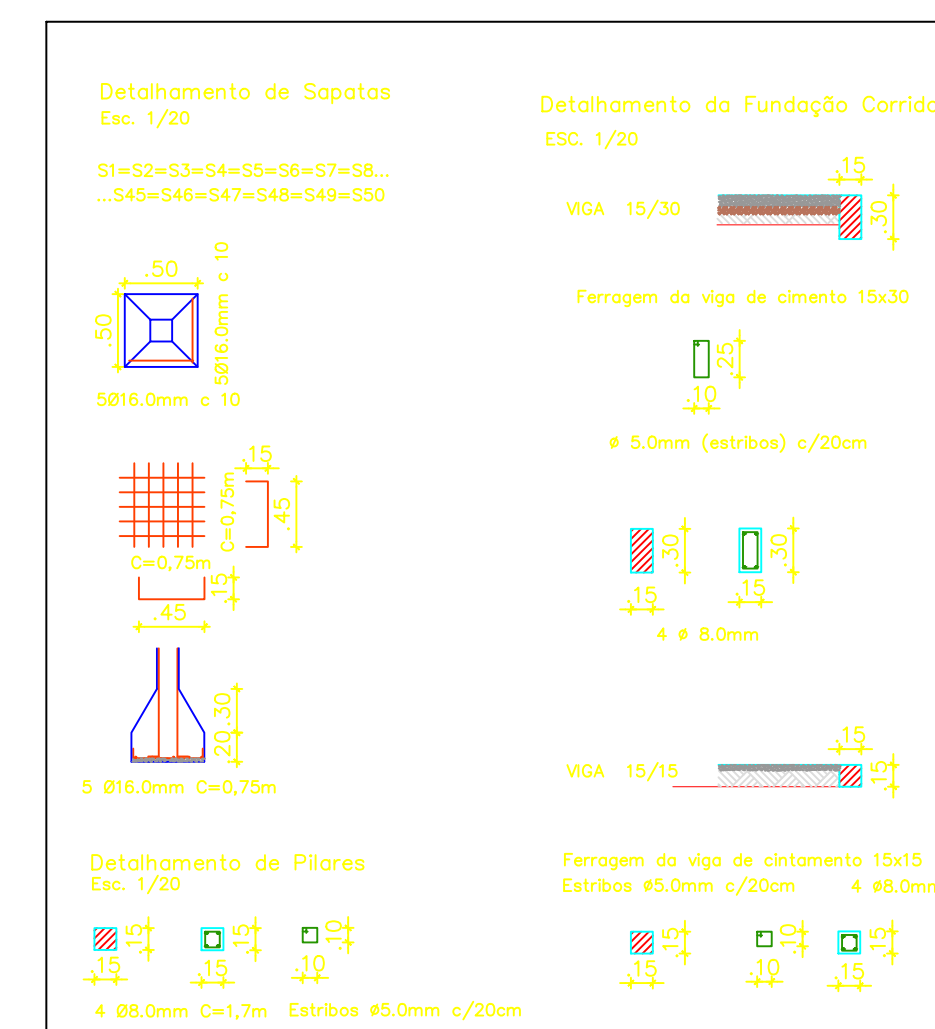 Detalhamento de Sapatas
Esc. 1/20
S1=S2=S3=S4=S5=S6=S7=S8...
...S45=S46=S47=S48=S49=S50
.50
.50
5Ø16.0mm c 10
5Ø16.0mm c 10
.15
C=0,75m
.45
C=0,75m
.15
.45
.30
.20
5 Ø16.0mm C=0,75m
Detalhamento de Pilares
Esc. 1/20
.15
.15
.15
.15
.10
.10
4 Ø8.0mm C=1,7m
Estribos ø5.0mm c/20cm
Detalhamento da Fundação Corrida
ESC. 1/20
.15
VIGA 15/30
.30
Ferragem da viga de cimento 15x30
.25
.10
ø 5.0mm (estribos) c/20cm
.30
.30
.15
.15
4 ø 8.0mm
.15
VIGA 15/15
.15
Ferragem da viga de cintamento 15x15
Estribos ø5.0mm c/20cm
4 ø8.0mm
.15
.10
.15
.15
.10
.15